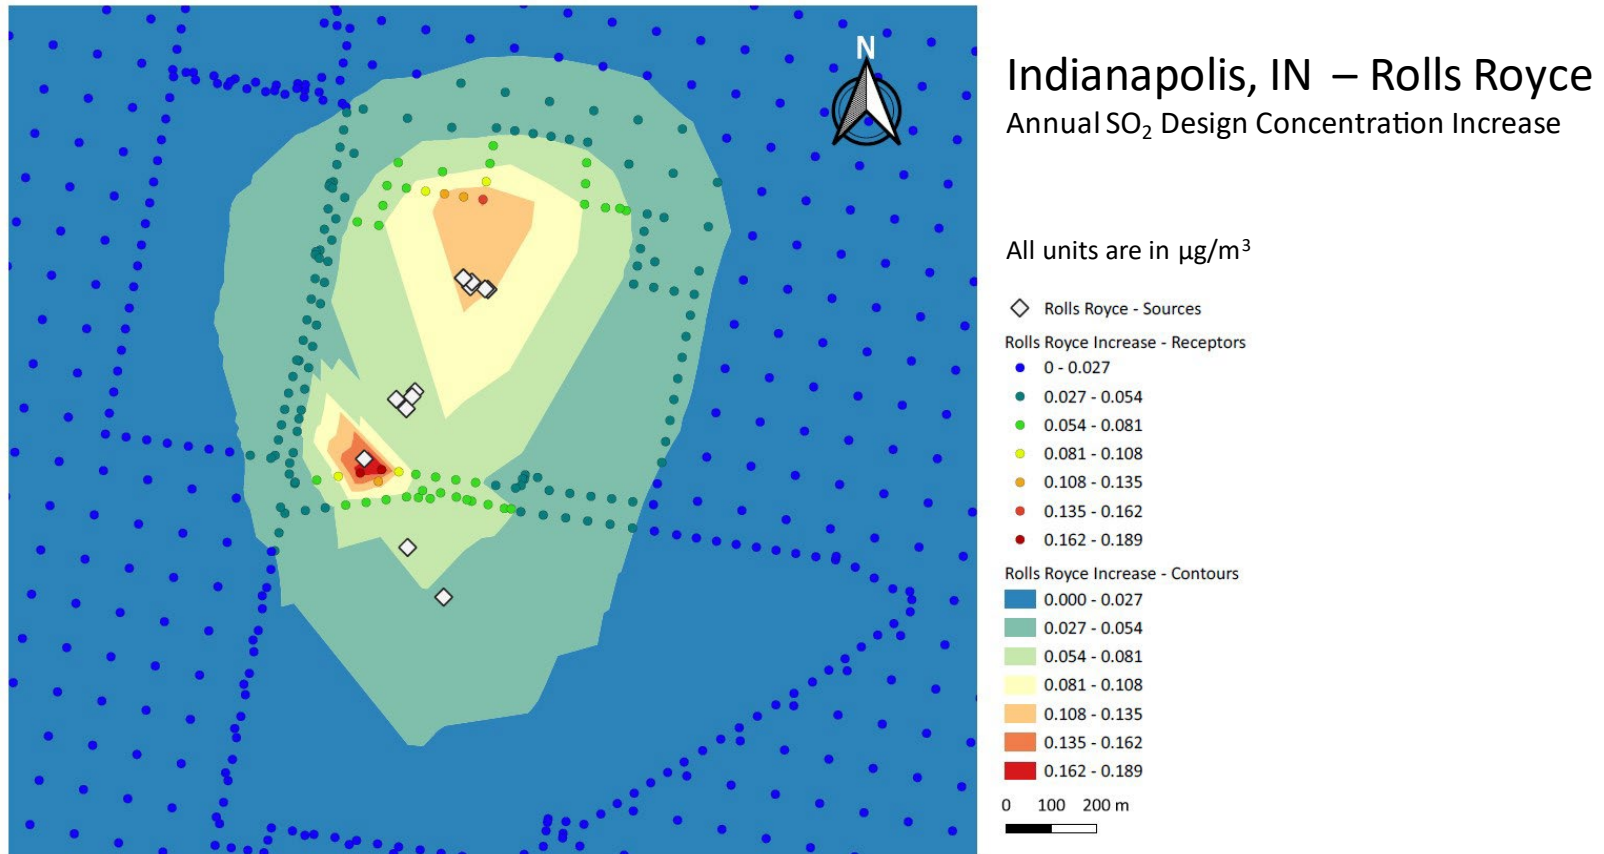 N
Indianapolis, IN – Rolls Royce
Annual SO₂ Design Concentration Increase
All units are in µg/m³
Rolls Royce - Sources
Rolls Royce Increase - Receptors
0 - 0.027
0.027 - 0.054
0.054 - 0.081
0.081 - 0.108
0.108 - 0.135
0.135 - 0.162
0.162 - 0.189
Rolls Royce Increase - Contours
0.000 - 0.027
0.027 - 0.054
0.054 - 0.081
0.081 - 0.108
0.108 - 0.135
0.135 - 0.162
0.162 - 0.189
0 100 200 m